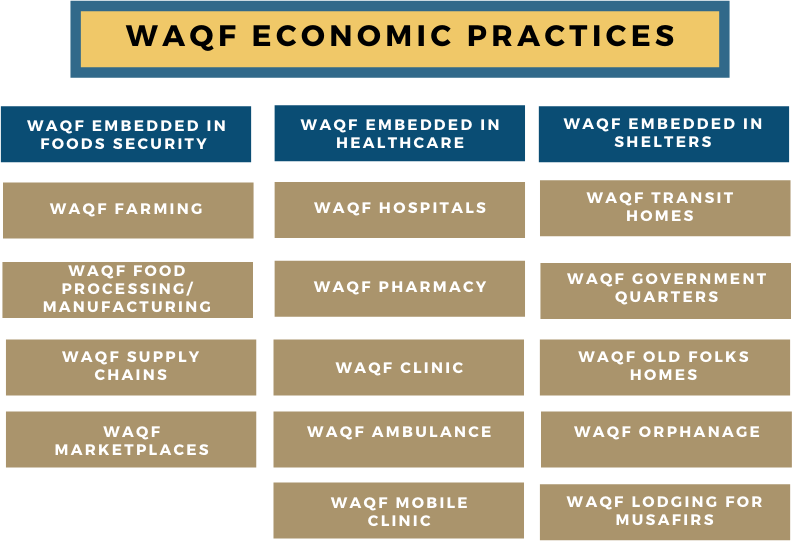 WAQF ECONOMIC PRACTICES
WAQF EMBEDDED IN
FOODS SECURITY
WAQF FARMING
WAQF FOOD
PROCESSING/
MANUFACTURING
WAQF SUPPLY
CHAINS
WAQF
MARKETPLACES
WAQF EMBEDDED IN
HEALTHCARE
WAQF HOSPITALS
WAQF PHARMACY
WAQF CLINIC
WAQF AMBULANCE
WAQF MOBILE
CLINIC
WAQF EMBEDDED IN
SHELTERS
WAQF TRANSIT
HOMES
WAQF GOVERNMENT
QUARTERS
WAQF OLD FOLKS
HOMES
WAQF ORPHANAGE
WAQF LODGING FOR
MUSAFIRS